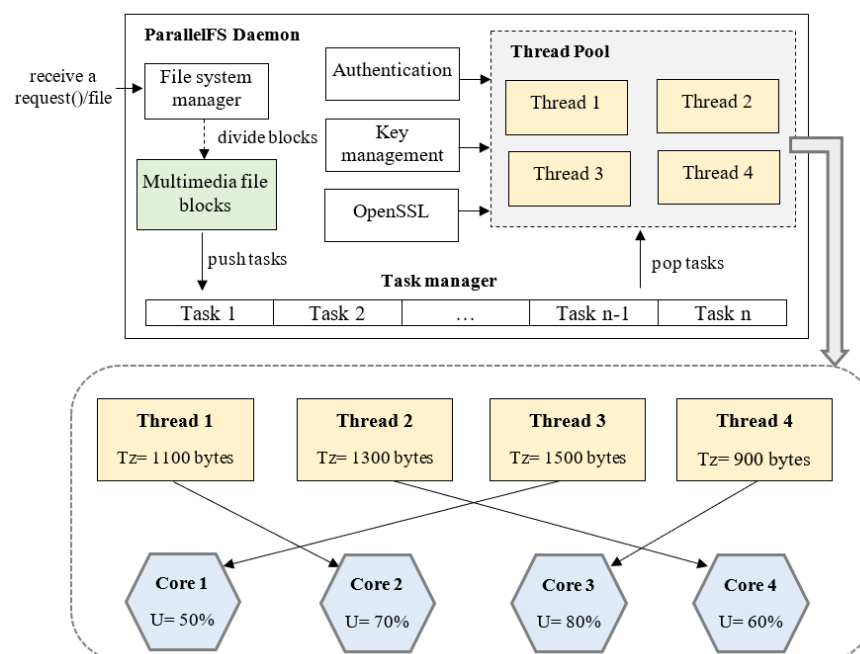 ParallelFS Daemon
receive a
request()/file
File system
manager
divide blocks
Multimedia file
blocks
push tasks
Authentication
Key
management
OpenSSL
Thread Pool
Thread 1
Thread 2
Thread 3
Thread 4
pop tasks
Task manager
Task 1
Task 2
…
Task n-1
Task n
Thread 1
Tz= 1100 bytes
Thread 2
Tz= 1300 bytes
Thread 3
Tz= 1500 bytes
Thread 4
Tz= 900 bytes
Core 1
U= 50%
Core 2
U= 70%
Core 3
U= 80%
Core 4
U= 60%